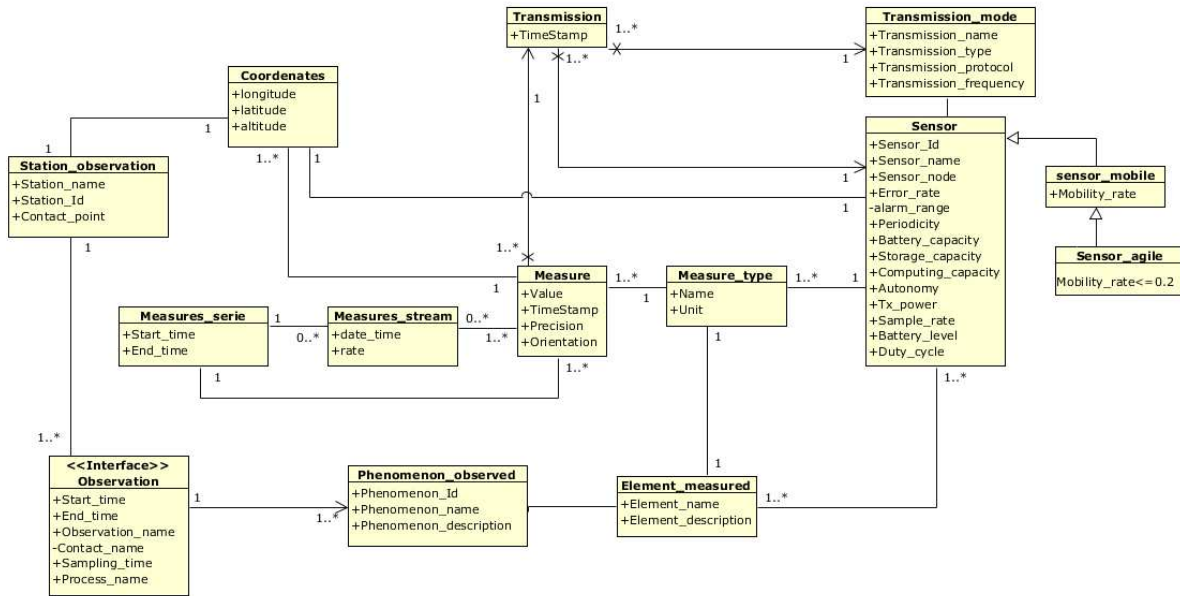 Transmission
+TimeStamp
1..*
1..*
1
1
Transmission_mode
+Transmission_name
+Transmission_type
+Transmission_protocol
+Transmission_frequency
Coordenates
+longitude
+latitude
+altitude
1
1
1..*
1
Station_observation
+Station_name
+Station_Id
+Contact_point
1
Sensor
+Sensor_Id
+Sensor_name
+Sensor_node
+Error_rate
-alarm_range
+Periodicity
+Battery_capacity
+Storage_capacity
+Computing_capacity
+Autonomy
+Tx_power
+Sample_rate
+Battery_level
+Duty_cycle
1
1
1
1..*
sensor_mobile
+Mobility_rate
Sensor_agile
Mobility_rate<=0.2
1..*
1
Measure
+Value
+TimeStamp
+Precision
+Orientation
1..*
1
1..*
0..*
1..*
Measure_type
+Name
+Unit
1..*
1
Measures_serie
+Start_time
+End_time
1
0..*
1
Measures_stream
+date_time
+rate
1..*
<<Interface>>
Observation
+Start_time
+End_time
+Observation_name
-Contact_name
+Sampling_time
+Process_name
1
1..*
Phenomenon_observed
+Phenomenon_Id
+Phenomenon_name
+Phenomenon_description
1
Element_measured
+Element_name
+Element_description
1..*